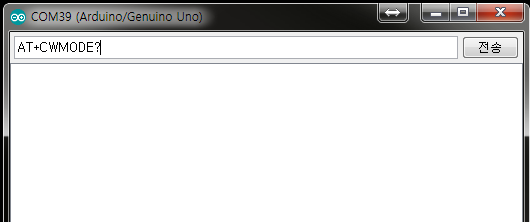 COM39 (Arduino/Genuino Uno)
AT+CWMODE?
전송